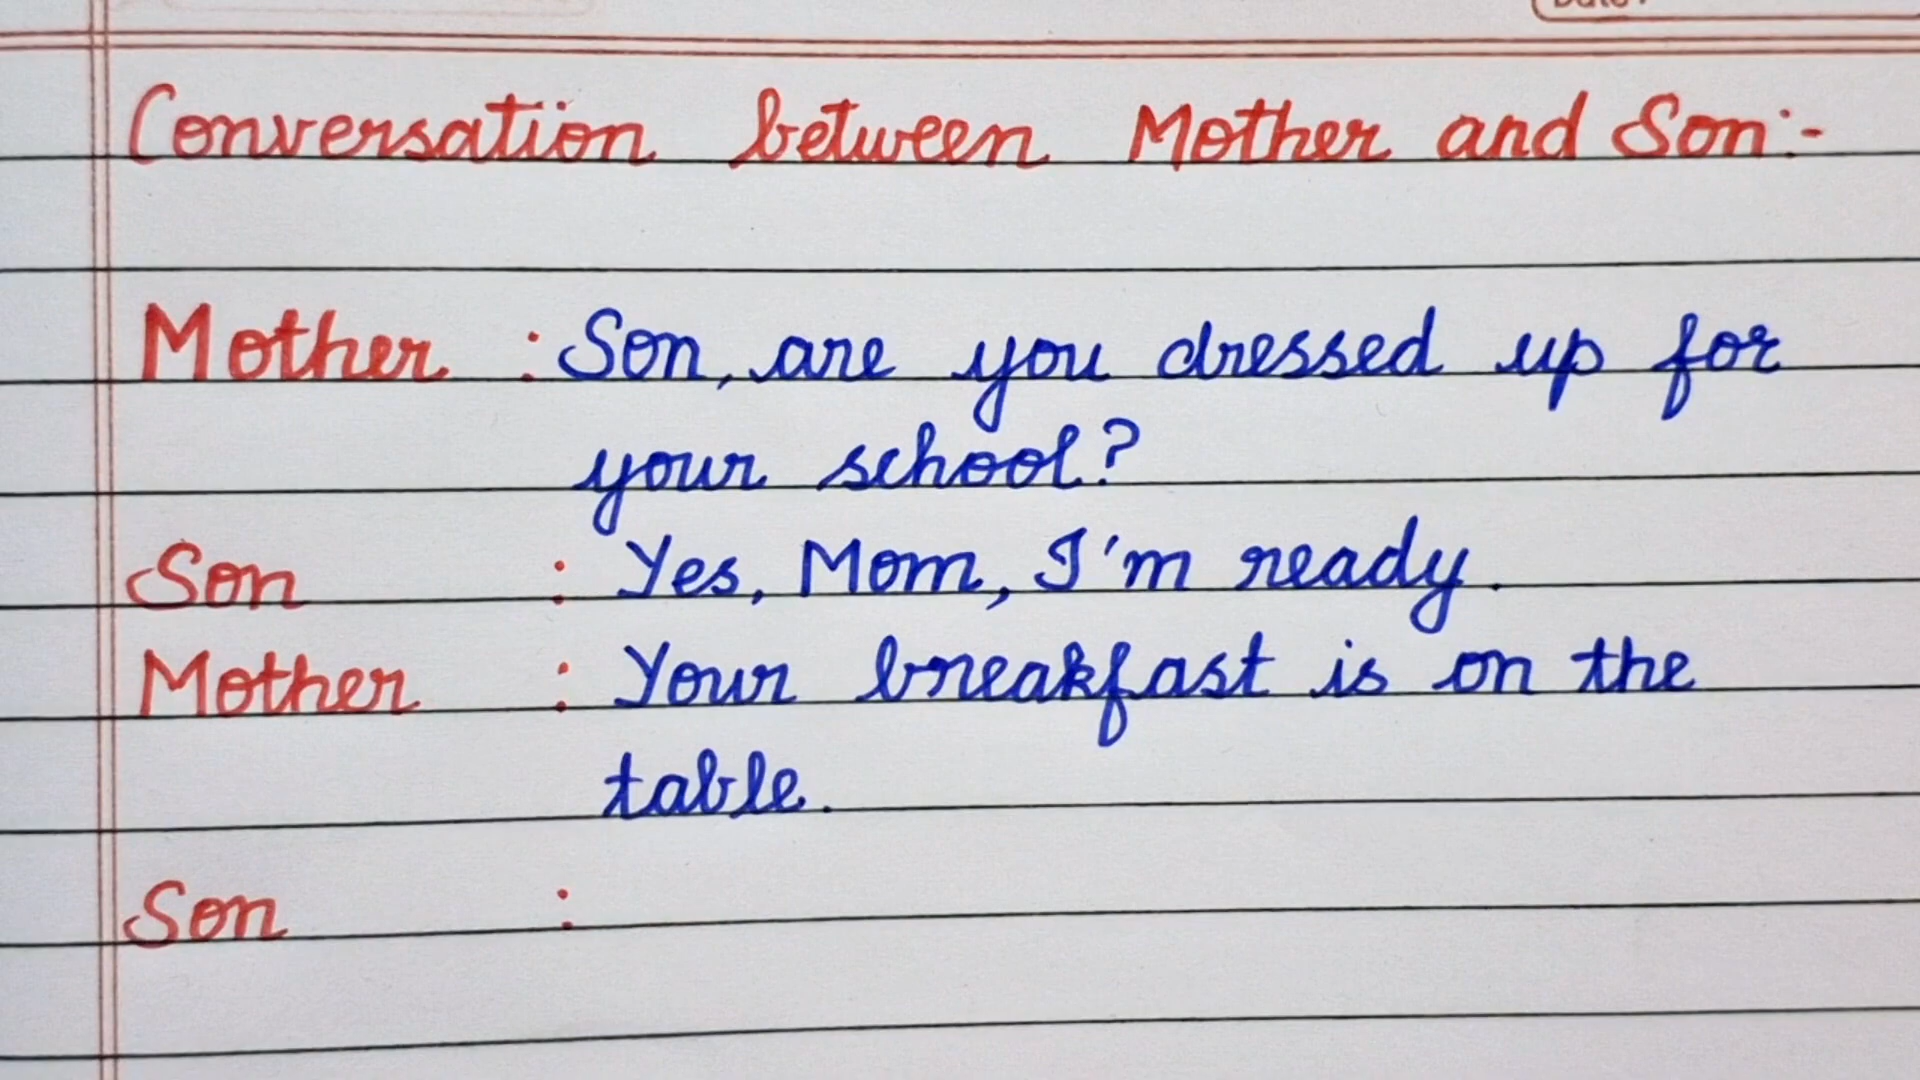 Conversation between Mother and Son:-
Mother : Son, are you dressed up for
your school?
Son : Yes, Mom, I'm ready.
Mother : Your breakfast is on the
table.
Son :